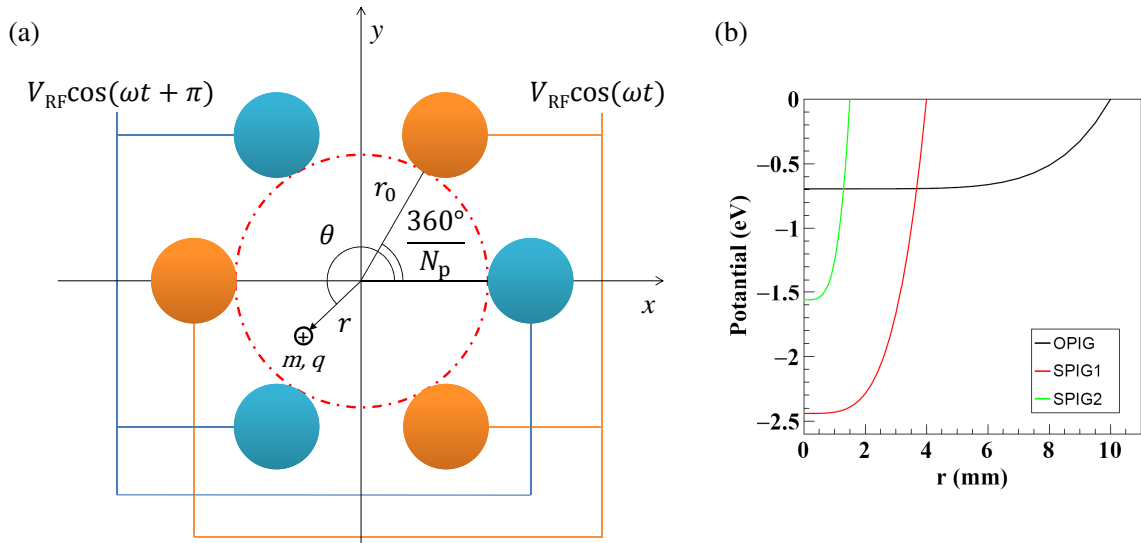 (a)
y
V_RF cos(ωt + π)
V_RF cos(ωt)
r_0
θ
360°
N_p
x
r
m, q
(b)
Potantial (eV)
0
−0.5
−1
−1.5
−2
−2.5
OPIG
SPIG1
SPIG2
0 2 4 6 8 10
r (mm)